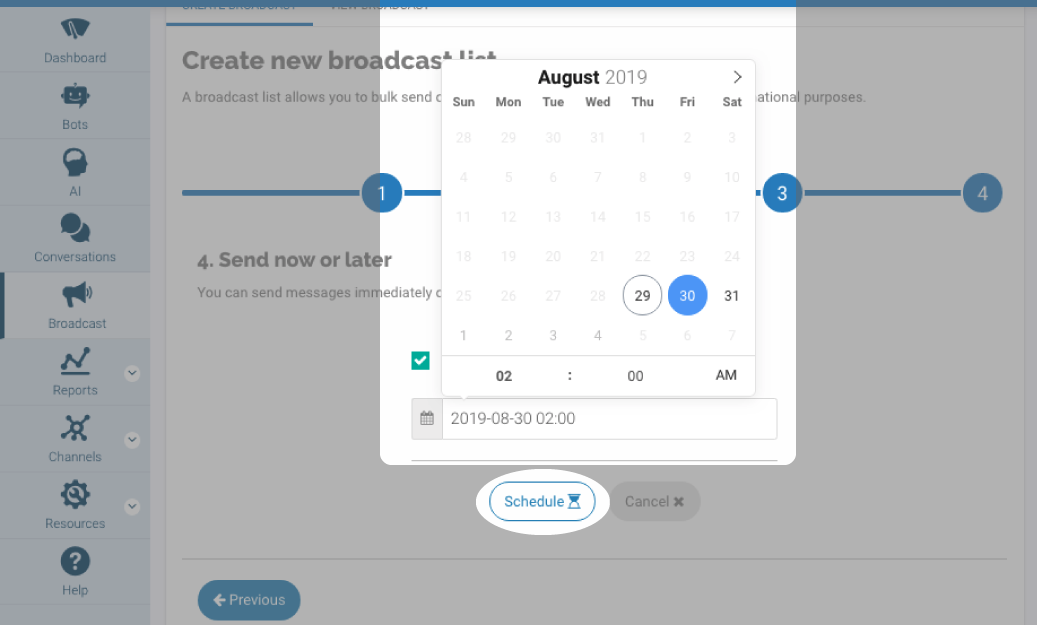 CREATE BROADCAST VIEW BROADCAST
Dashboard
Bots
AI
Conversations
Broadcast
Reports
Channels
Resources
Help
Create new broadcast list
A broadcast list allows you to bulk send
ational purposes.
1
3
4
4. Send now or later
You can send messages immediately
August 2019
Sun Mon Tue Wed Thu Fri Sat
28 29 30 31 1 2 3
4 5 6 7 8 9 10
11 12 13 14 15 16 17
18 19 20 21 22 23 24
25 26 27 28 29 30 31
1 2 3 4 5 6 7
02 : 00 AM
2019-08-30 02:00
Schedule
Cancel
Previous